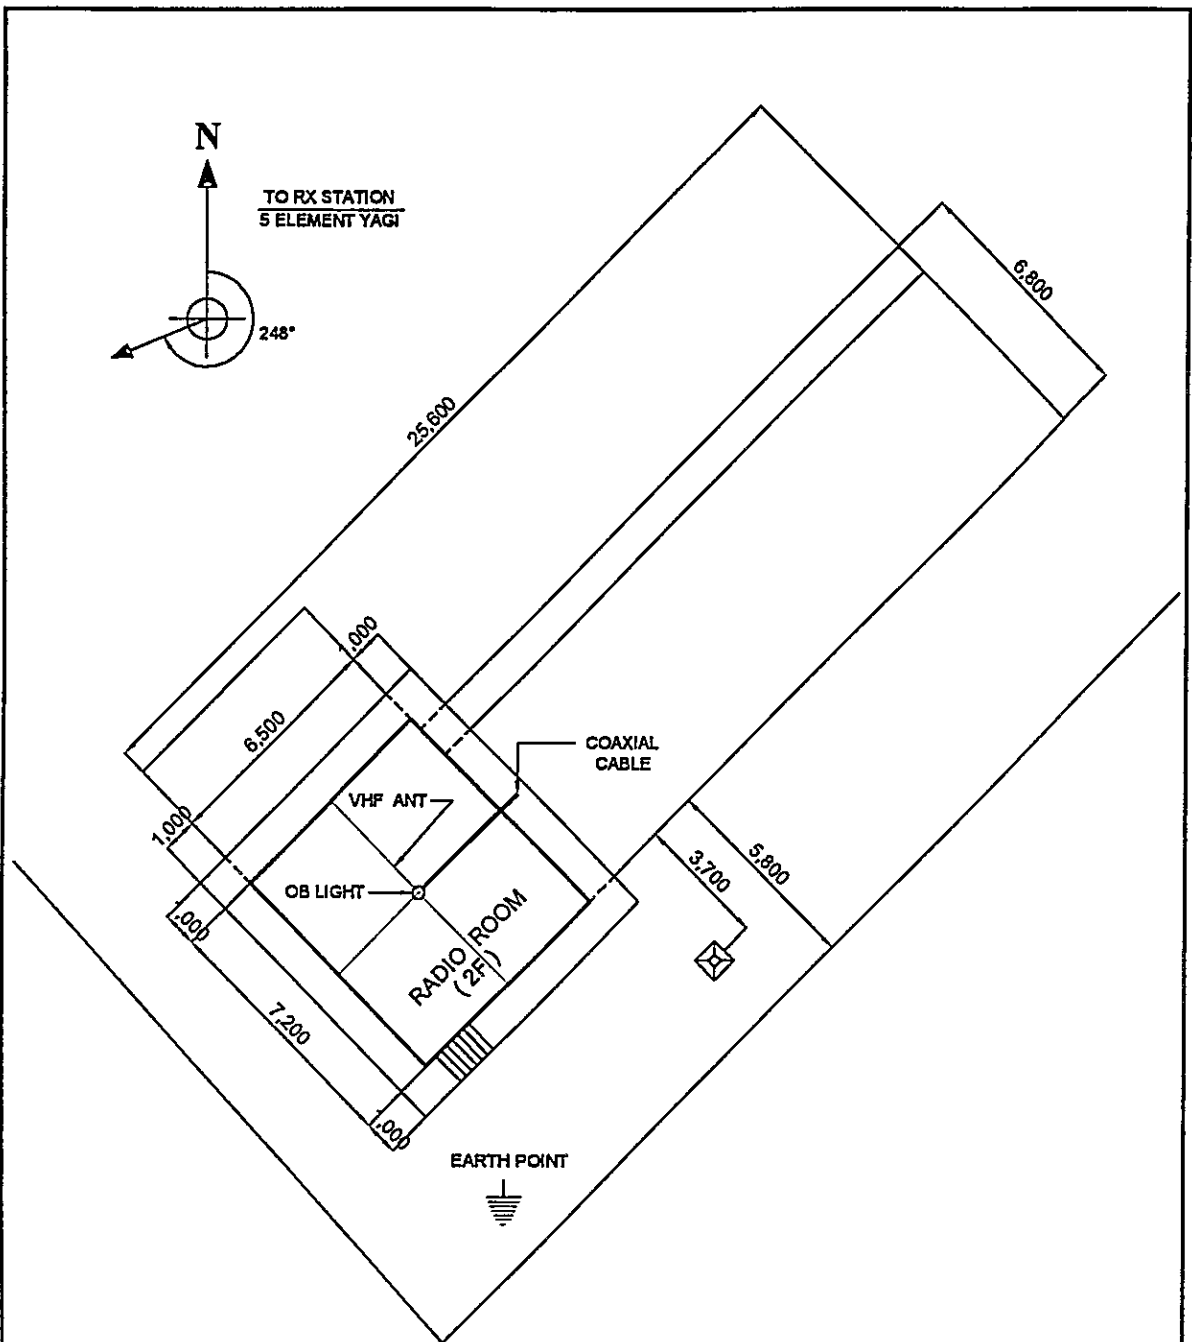 N
TO RX STATION
5 ELEMENT YAGI
248°
6,800
25,600
1,000
6,500
COAXIAL
CABLE
VHF ANT
1,000
5,800
3,700
OB LIGHT
RADIO ROOM
(2F)
1,000
7,200
1,000
EARTH POINT